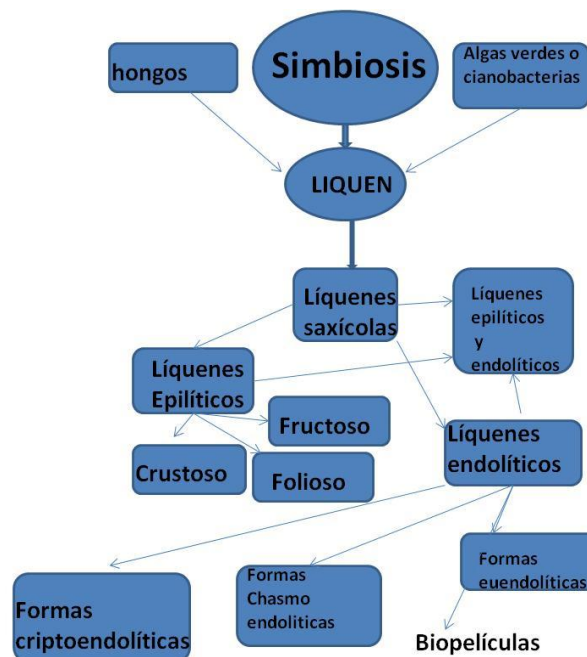 Simbiosis
hongos
Algas verdes o
cianobacterias
LIQUEN
Líquenes
saxícolas
Líquenes
epilíticos
y
endolíticos
Líquenes
Epilíticos
Fructoso
Crustoso
Folioso
Líquenes
endolíticos
Formas
criptoendolíticas
Formas
Chasmo
endoliticas
Formas
euendolíticas
Biopelículas